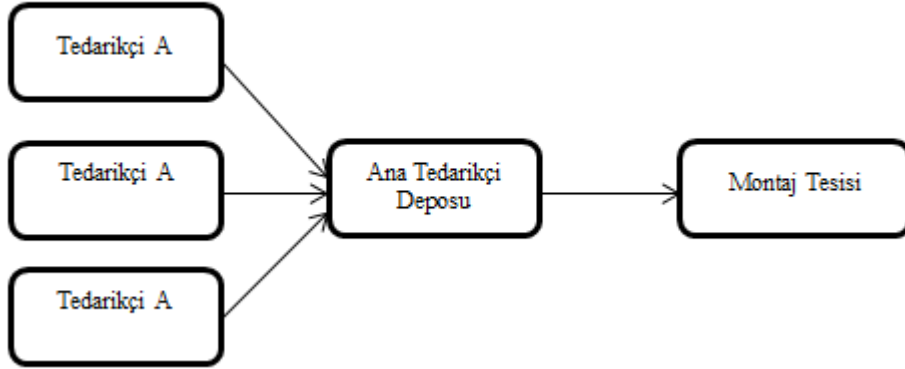 Tedarikçi A
Tedarikçi A
Tedarikçi A
Ana Tedarikçi
Deposu
Montaj Tesisi